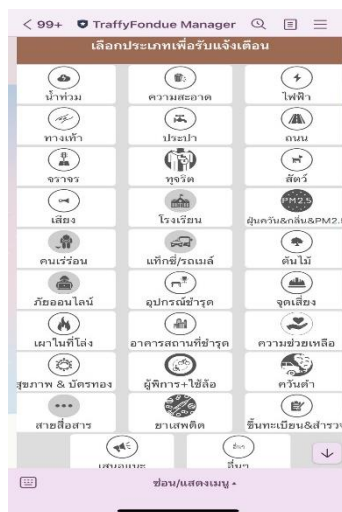 99+ TraffyFondue Manager
เลือกประเภทเพื่อรับแจ้งเตือน
น้ำท่วม ความสะอาด ไฟฟ้า
ทางเท้า ประปา ถนน
จราจร ทุจริต สัตว์
PM2.5
เสียง โรงเรียน ฝุ่นควัน&กลิ่น&PM2.
คนเร่ร่อน แท็กซี่/รถเมล์ ต้นไม้
ภัยออนไลน์ อุปกรณ์ชำรุด จุดเสี่ยง
เผาในที่โล่ง อาคารสถานที่ชำรุด ความช่วยเหลือ
สุขภาพ & บัตรทอง ผู้พิการ+ไซ้ล้อ ควันดำ
สายสื่อสาร ยาเสพติด ขึ้นทะเบียน&สำรวจ
เสนอแนะ อื่นๆ
ซ่อน/แสดงเมนู